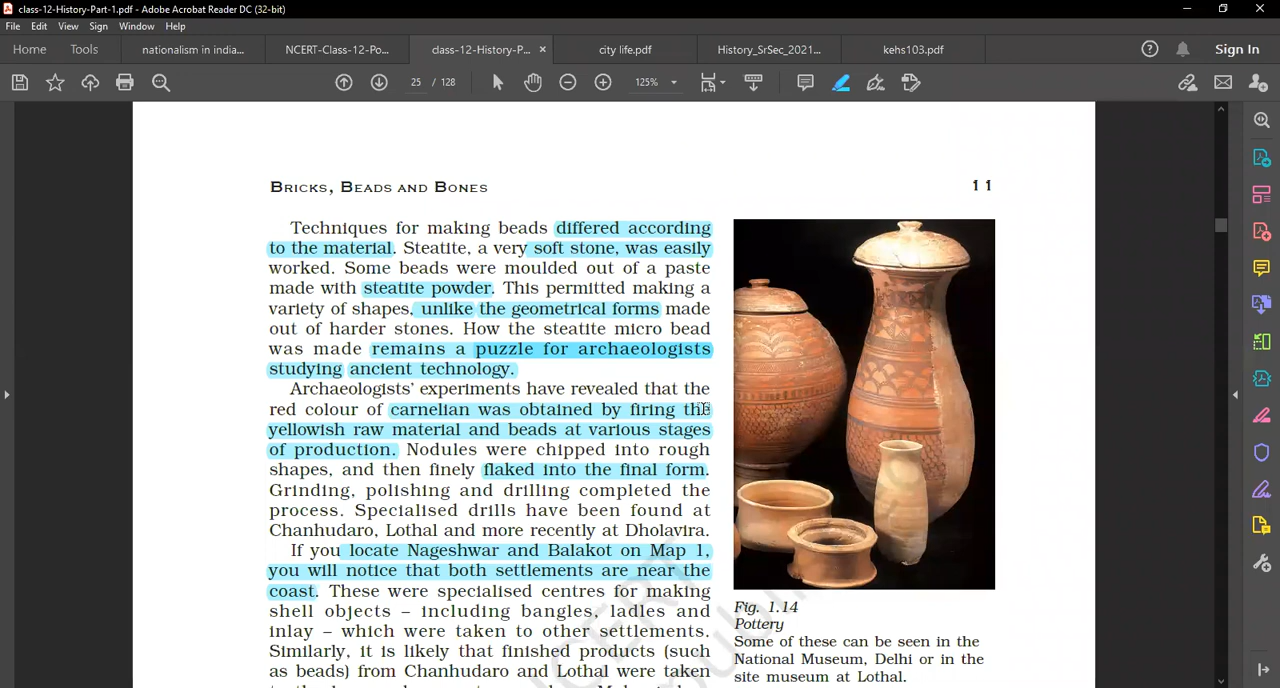 class-12-History-Part-1.pdf - Adobe Acrobat Reader DC (32-bit)
File Edit View Sign Window Help
Home Tools nationalism in indi... NCERT-Class-12-Po... class-12-History-P... × city life.pdf History_SrSec_2021... kehs103.pdf Sign In
25 / 128 125%
BRICKS, BEADS AND BONES 11
Techniques for making beads differed according
to the material. Steatite, a very soft stone, was easily
worked. Some beads were moulded out of a paste
made with steatite powder. This permitted making a
variety of shapes, unlike the geometrical forms made
out of harder stones. How the steatite micro bead
was made remains a puzzle for archaeologists
studying ancient technology.
Archaeologists' experiments have revealed that the
red colour of carnelian was obtained by firing the
yellowish raw material and beads at various stages
of production. Nodules were chipped into rough
shapes, and then finely flaked into the final form.
Grinding, polishing and drilling completed the
process. Specialised drills have been found at
Chanhudaro, Lothal and more recently at Dholavira.
If you locate Nageshwar and Balakot on Map 1,
you will notice that both settlements are near the
coast. These were specialised centres for making
shell objects – including bangles, ladles and
inlay – which were taken to other settlements.
Similarly, it is likely that finished products (such
as beads) from Chanhudaro and Lothal were taken
Fig. 1.14
Pottery
Some of these can be seen in the
National Museum, Delhi or in the
site museum at Lothal.
NCERT